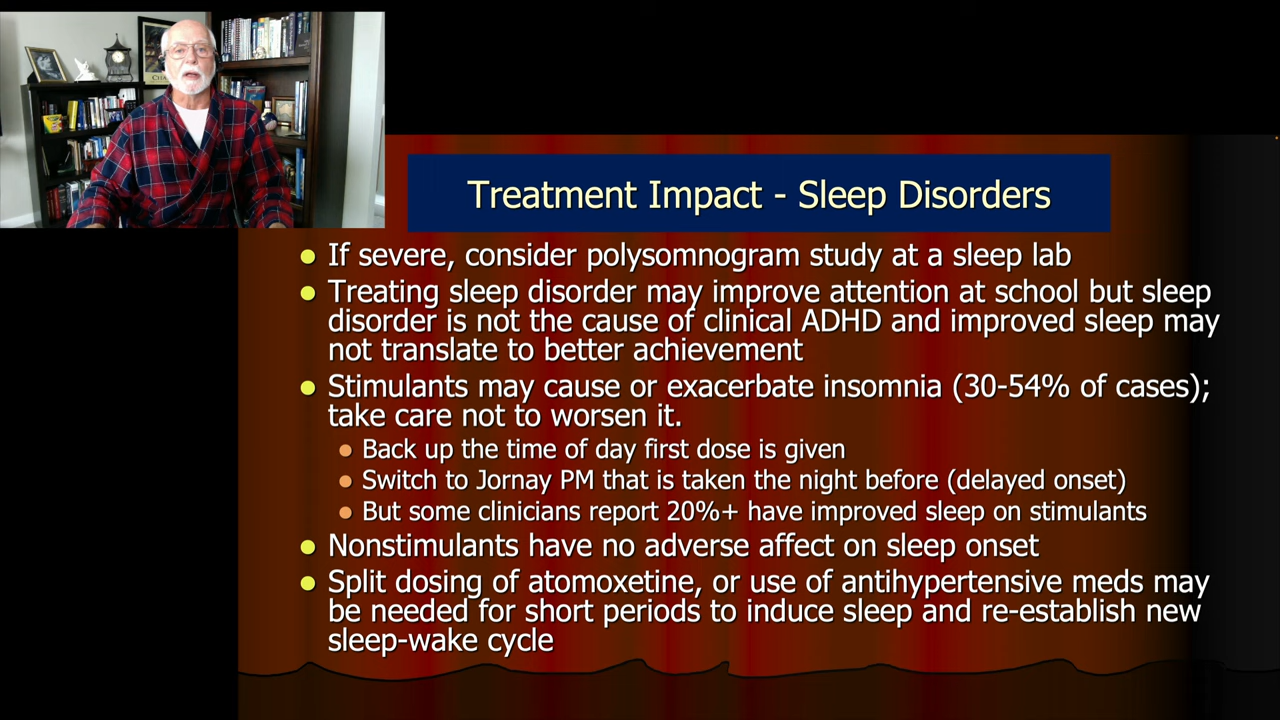 Treatment Impact - Sleep Disorders
If severe, consider polysomnogram study at a sleep lab
Treating sleep disorder may improve attention at school but sleep
disorder is not the cause of clinical ADHD and improved sleep may
not translate to better achievement
Stimulants may cause or exacerbate insomnia (30-54% of cases);
take care not to worsen it.
Back up the time of day first dose is given
Switch to Jornay PM that is taken the night before (delayed onset)
But some clinicians report 20%+ have improved sleep on stimulants
Nonstimulants have no adverse affect on sleep onset
Split dosing of atomoxetine, or use of antihypertensive meds may
be needed for short periods to induce sleep and re-establish new
sleep-wake cycle